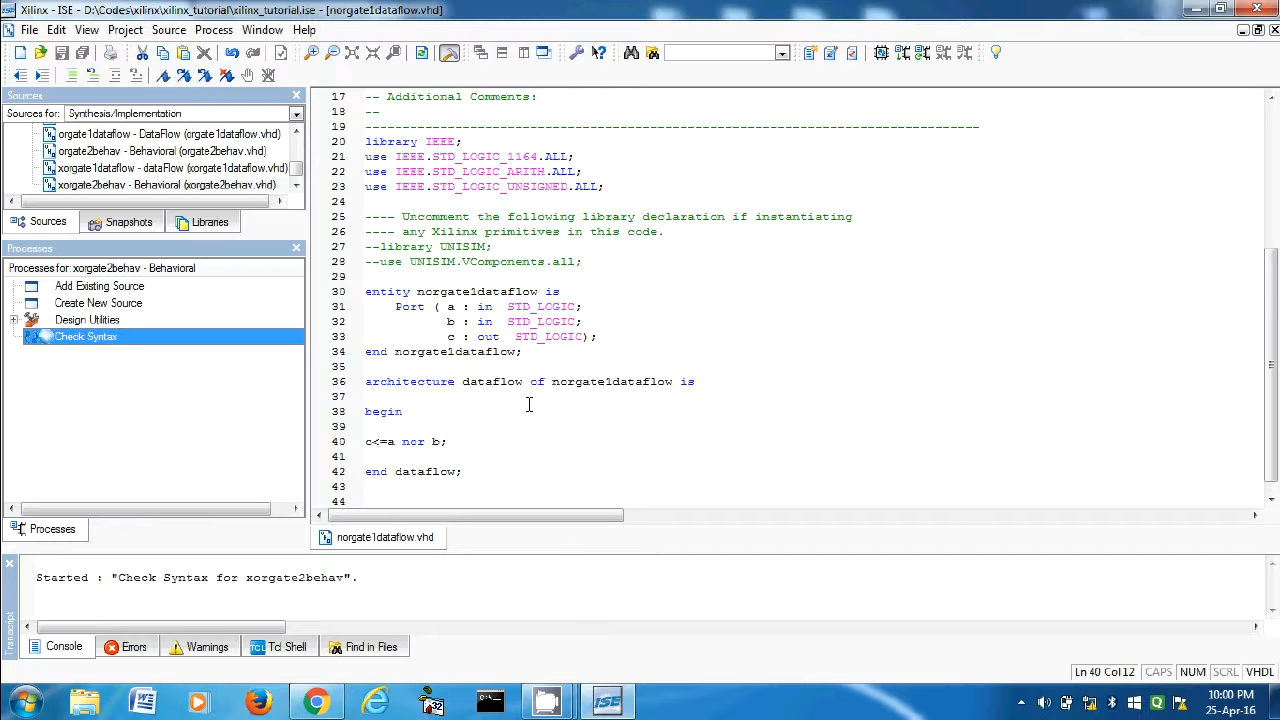 Xilinx - ISE - D:\Codes\xilinx\xilinx_tutorial\xilinx_tutorial.ise - [norgate1dataflow.vhd]
File Edit View Project Source Process Window Help
Sources
Sources for: Synthesis/Implementation
orgate1dataflow - DataFlow (orgate1dataflow.vhd)
orgate2behav - Behavioral (orgate2behav.vhd)
xorgate1dataflow - dataFlow (xorgate1dataflow.vhd)
xorgate2behav - Behavioral (xorgate2behav.vhd)
Sources Snapshots Libraries
Processes
Processes for: xorgate2behav - Behavioral
Add Existing Source
Create New Source
Design Utilities
Check Syntax
Processes
17 -- Additional Comments:
18 --
19 ----------------------------------------------------------------------------------
20 library IEEE;
21 use IEEE.STD_LOGIC_1164.ALL;
22 use IEEE.STD_LOGIC_ARITH.ALL;
23 use IEEE.STD_LOGIC_UNSIGNED.ALL;
24
25 ---- Uncomment the following library declaration if instantiating
26 ---- any Xilinx primitives in this code.
27 --library UNISIM;
28 --use UNISIM.VComponents.all;
29
30 entity norgate1dataflow is
31 Port ( a : in STD_LOGIC;
32 b : in STD_LOGIC;
33 c : out STD_LOGIC);
34 end norgate1dataflow;
35
36 architecture dataflow of norgate1dataflow is
37
38 begin
39
40 c<=a nor b;
41
42 end dataflow;
43
44
norgate1dataflow.vhd
Started : "Check Syntax for xorgate2behav".
Transcript
Console Errors Warnings Tcl Shell Find in Files
Ln 40 Col 12 CAPS NUM SCRL VHDL
10:00 PM
25-Apr-16